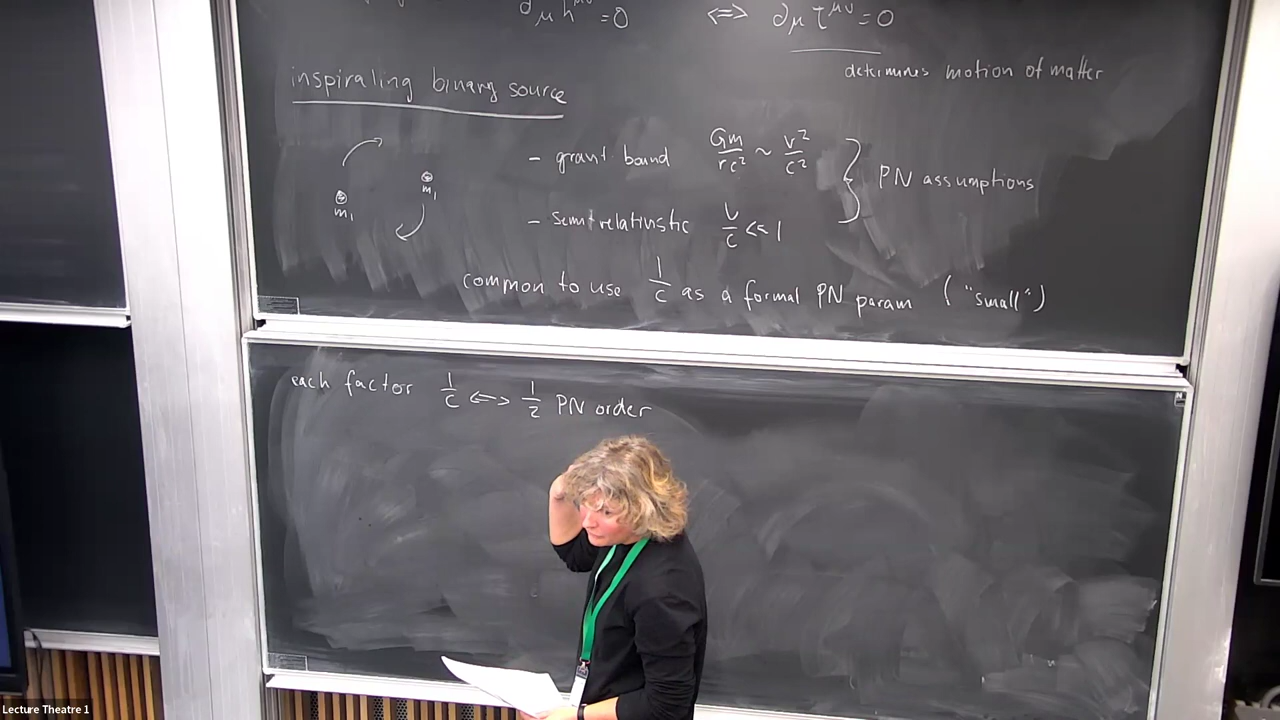 ∂_μ h^{μν} = 0 <=> ∂_μ τ^{μν} = 0
determines motion of matter
inspiraling binary source
- grav bound Gm/rc² ~ v²/c²
PN assumptions
m₁
m₁
- semi relativistic v/c << 1
common to use 1/c as a formal PN param ("small")
each factor 1/c <=> 1/2 PN order
Lecture Theatre 1